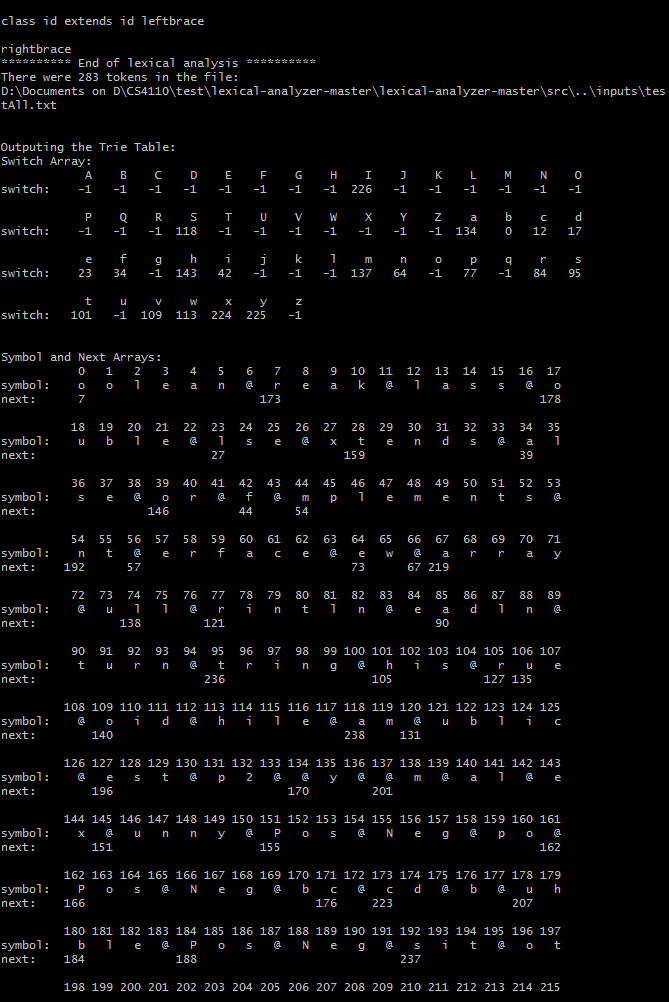 class id extends id leftbrace
rightbrace
********** End of lexical analysis **********
There were 283 tokens in the file:
D:\Documents on D\CS4110\test\lexical-analyzer-master\lexical-analyzer-master\src\..\inputs\tes
tAll.txt
Outputing the Trie Table:
Switch Array:
A B C D E F G H I J K L M N O
switch: -1 -1 -1 -1 -1 -1 -1 -1 226 -1 -1 -1 -1 -1 -1
P Q R S T U V W X Y Z a b c d
switch: -1 -1 -1 118 -1 -1 -1 -1 -1 -1 -1 134 0 12 17
e f g h i j k l m n o p q r s
switch: 23 34 -1 143 42 -1 -1 -1 137 64 -1 77 -1 84 95
t u v w x y z
switch: 101 -1 109 113 224 225 -1
Symbol and Next Arrays:
0 1 2 3 4 5 6 7 8 9 10 11 12 13 14 15 16 17
symbol: o o l e a n @ r e a k @ l a s s @ o
next: 7 173 178
18 19 20 21 22 23 24 25 26 27 28 29 30 31 32 33 34 35
symbol: u b l e @ l s e @ x t e n d s @ a l
next: 27 159 39
36 37 38 39 40 41 42 43 44 45 46 47 48 49 50 51 52 53
symbol: s e @ o r @ f @ m p l e m e n t s @
next: 146 44 54
54 55 56 57 58 59 60 61 62 63 64 65 66 67 68 69 70 71
symbol: n t @ e r f a c e @ e w @ a r r a y
next: 192 57 73 67 219
72 73 74 75 76 77 78 79 80 81 82 83 84 85 86 87 88 89
symbol: @ u l l @ r i n t l n @ e a d l n @
next: 138 121 90
90 91 92 93 94 95 96 97 98 99 100 101 102 103 104 105 106 107
symbol: t u r n @ t r i n g @ h i s @ r u e
next: 236 105 127 135
108 109 110 111 112 113 114 115 116 117 118 119 120 121 122 123 124 125
symbol: @ o i d @ h i l e @ a m @ u b l i c
next: 140 238 131
126 127 128 129 130 131 132 133 134 135 136 137 138 139 140 141 142 143
symbol: @ e s t @ p 2 @ @ y @ @ m @ a l @ e
next: 196 170 201
144 145 146 147 148 149 150 151 152 153 154 155 156 157 158 159 160 161
symbol: x @ u n n y @ P o s @ N e g @ p o @
next: 151 155 162
162 163 164 165 166 167 168 169 170 171 172 173 174 175 176 177 178 179
symbol: P o s @ N e g @ b c @ c d @ b @ u h
next: 166 176 223 207
180 181 182 183 184 185 186 187 188 189 190 191 192 193 194 195 196 197
symbol: b l e @ P o s @ N e g @ s i t @ o t
next: 184 188 237
198 199 200 201 202 203 204 205 206 207 208 209 210 211 212 213 214 215